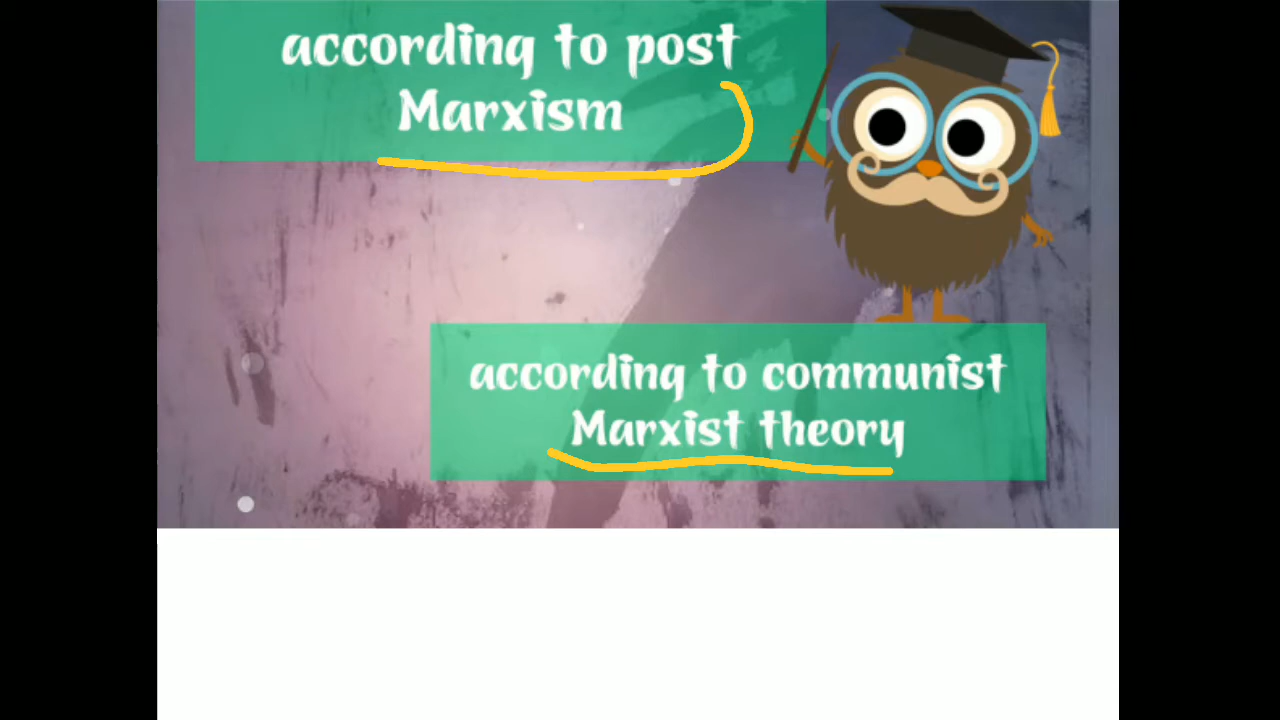 according to post
Marxism
according to communist
Marxist theory